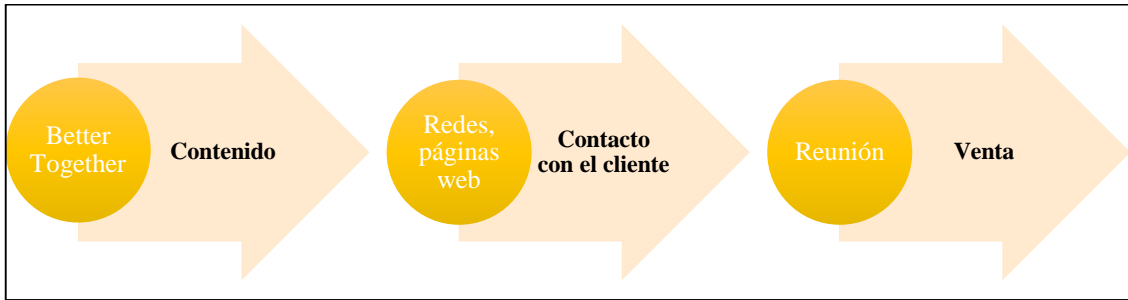 Better
Together
Contenido
Redes,
páginas
web
Contacto
con el cliente
Reunión
Venta